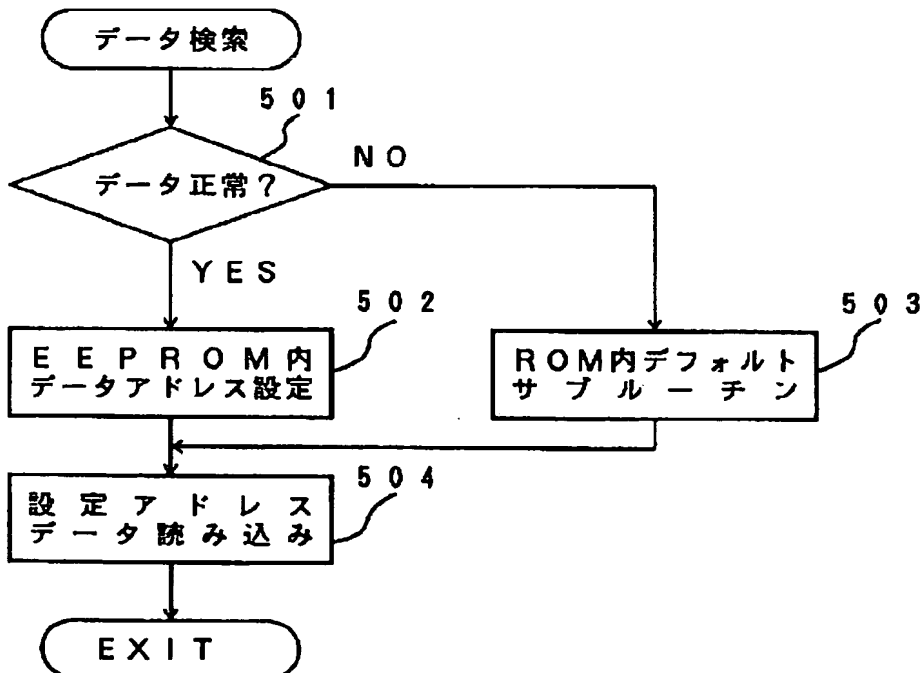 データ検索
501
データ正常?
NO
YES
502
EEPROM内
データアドレス設定
503
ROM内デフォルト
サブルーチン
504
設定アドレス
データ読み込み
EXIT